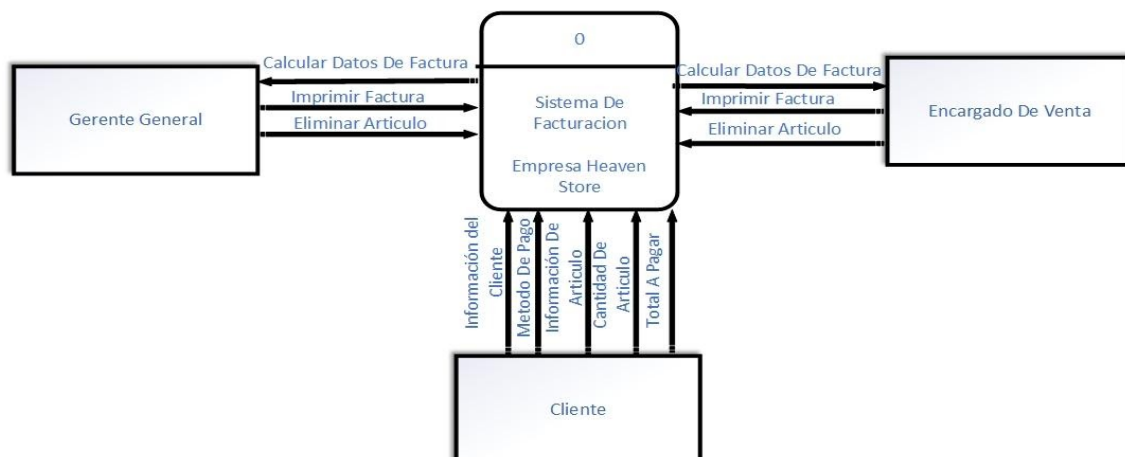 0
Calcular Datos De Factura
Imprimir Factura
Eliminar Articulo
Gerente General
Sistema De
Facturacion
Empresa Heaven
Store
Calcular Datos De Factura
Imprimir Factura
Eliminar Articulo
Encargado De Venta
Información del
Cliente
Metodo De Pago
Información De
Articulo
Cantidad De
Articulo
Total A Pagar
Cliente